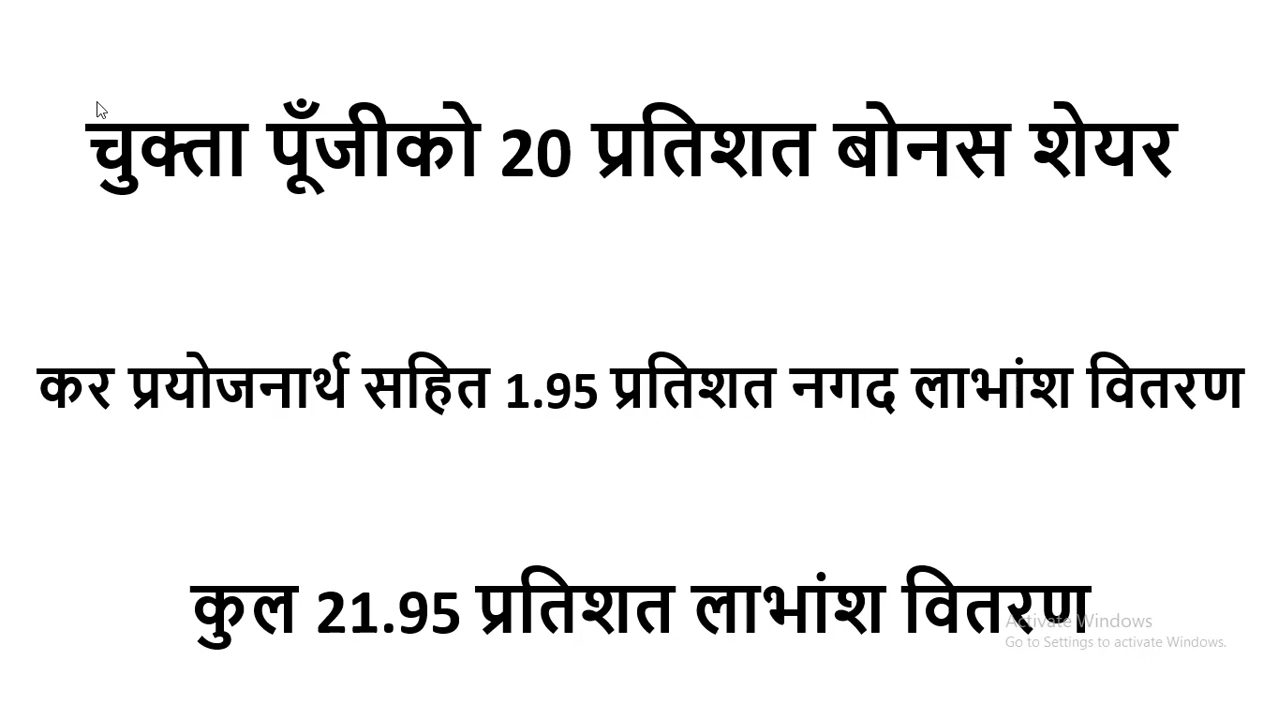 चुक्ता पूँजीको 20 प्रतिशत बोनस शेयर
कर प्रयोजनार्थ सहित 1.95 प्रतिशत नगद लाभांश वितरण
कुल 21.95 प्रतिशत लाभांश वितरण
Activate Windows
Go to Settings to activate Windows.